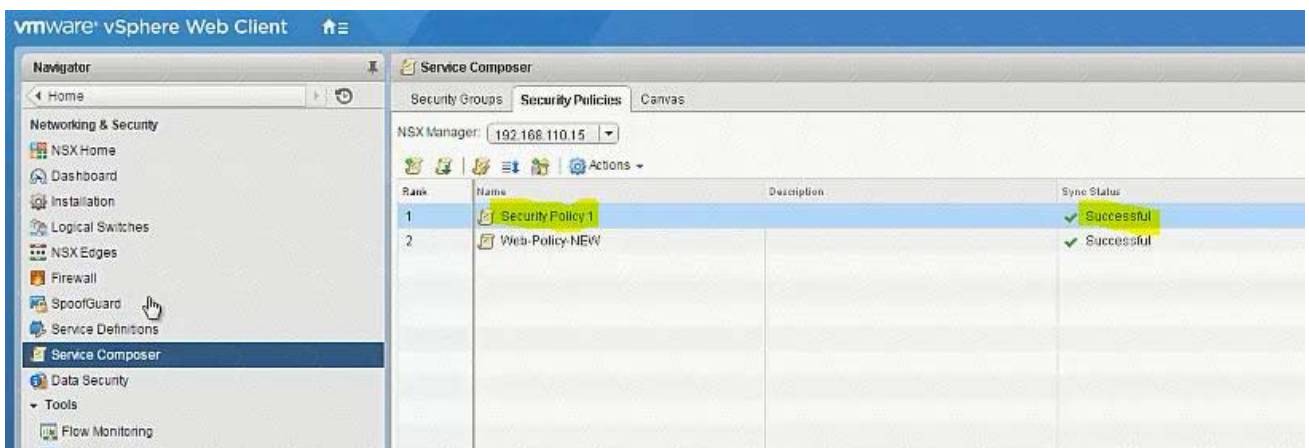 vmware® vSphere Web Client
Navigator
Home
Networking & Security
NSX Home
Dashboard
Installation
Logical Switches
NSX Edges
Firewall
SpoofGuard
Service Definitions
Service Composer
Data Security
Tools
Flow Monitoring
Service Composer
Security Groups Security Policies Canvas
NSX Manager: 192.168.110.15
Actions
Rank Name Description Sync Status
1 Security Policy 1 Successful
2 Web-Policy-NEW Successful